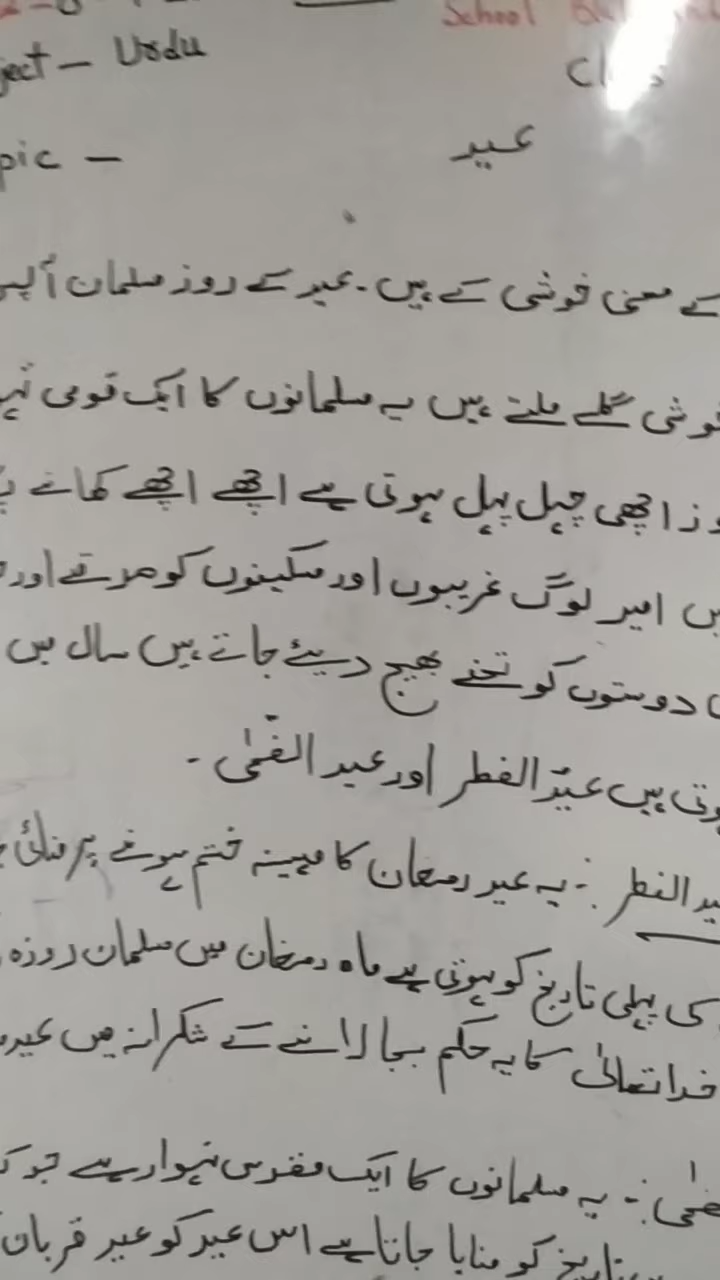 School
ject - Urdu
pic - عید
کے معنی خوشی کے ہیں۔ عید کے روز مسلمان آپس
خوشی گلے ملتے ہیں یہ مسلمانوں کا ایک قومی
اچھی چہل پہل ہوتی ہے اچھے اچھے کھانے
امیر لوگ غریبوں اور مسکینوں کو صدقے اور
دوستوں کو تحفے بھیج دیئے جاتے ہیں سال میں
ہوتی ہیں عید الفطر اور عید الضحٰی۔
عید الفطر :- یہ عید رمضان کا مہینہ ختم ہونے پر منائی
کی پہلی تاریخ کو ہوتی ہے ماہ رمضان میں مسلمان روزہ
خدا تعالیٰ کا یہ حکم بجا لانے کے شکرانہ میں عید
ضحٰی :- یہ مسلمانوں کا ایک مقدس تہوار ہے جو
تاریخ کو منایا جاتا ہے اس عید کو عید قربان